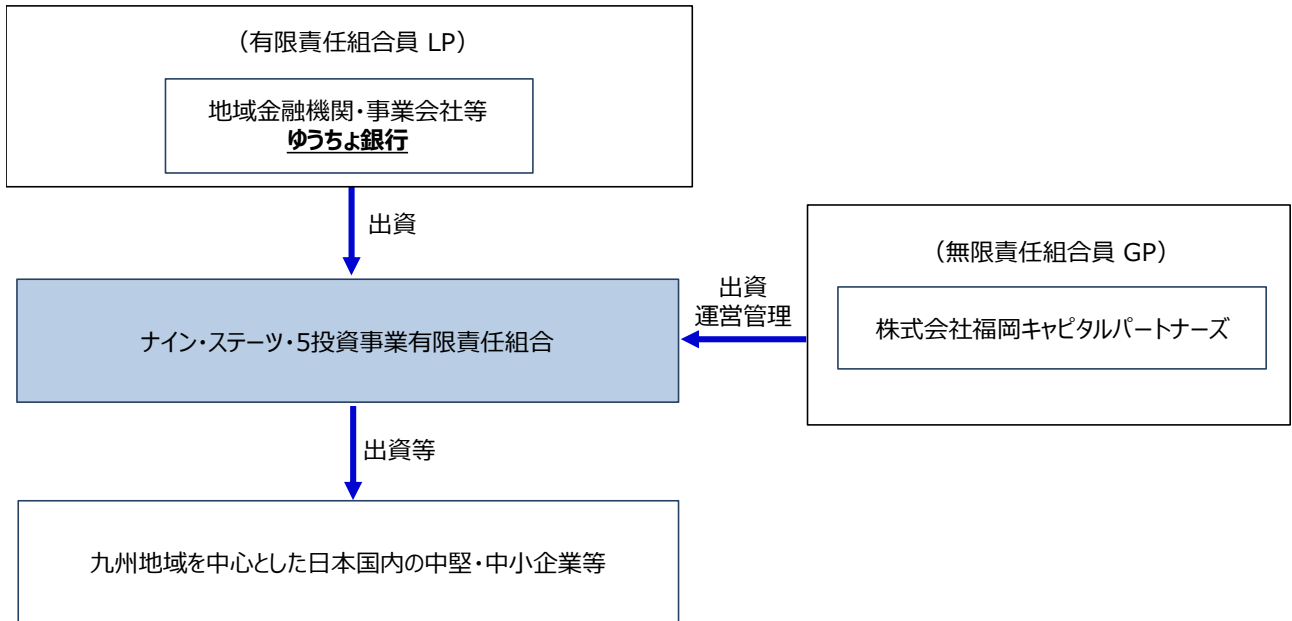 （有限責任組合員 LP）
地域金融機関・事業会社等
ゆうちょ銀行
出資
（無限責任組合員 GP）
出資
運営管理
株式会社福岡キャピタルパートナーズ
ナイン・ステーツ・5投資事業有限責任組合
出資等
九州地域を中心とした日本国内の中堅・中小企業等